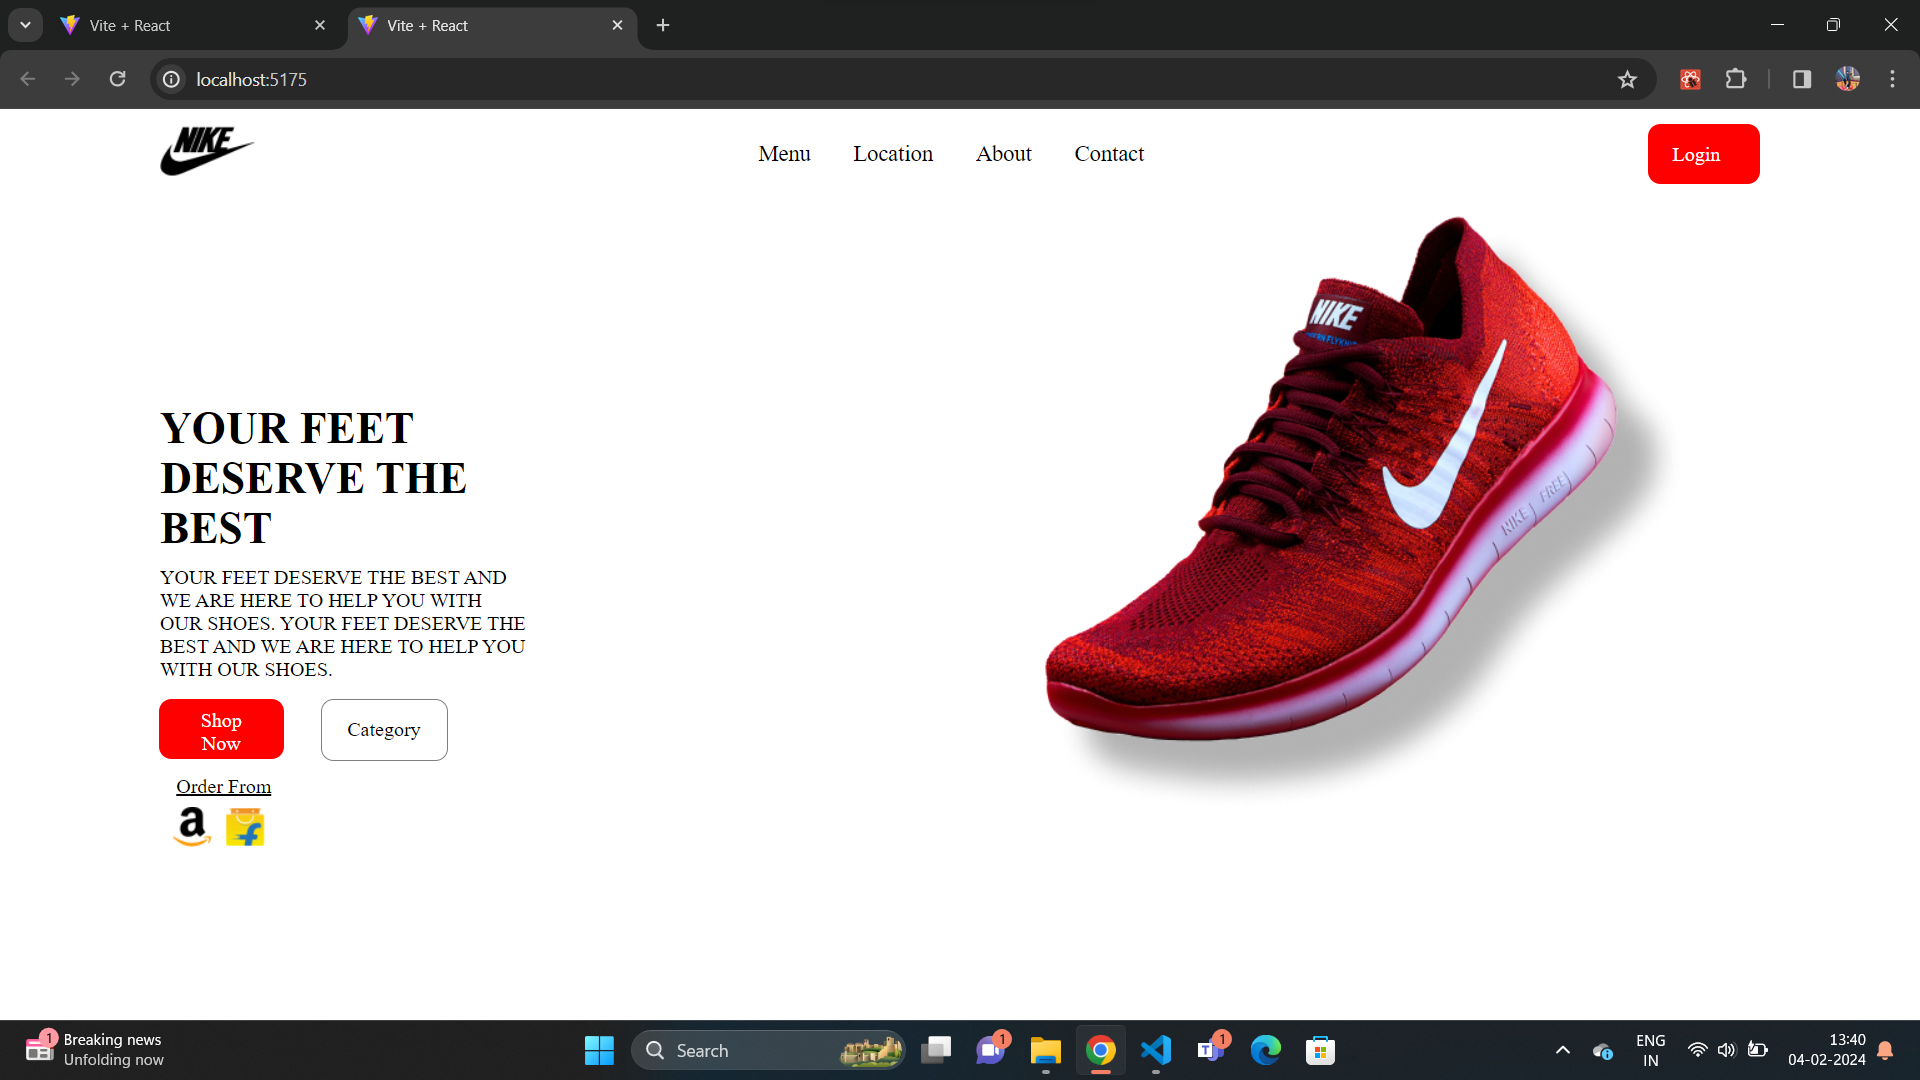 Vite + React
Vite + React
localhost:5175
NIKE
Menu
Location
About
Contact
Login
NIKE
NIKE FREE
YOUR FEET
DESERVE THE
BEST
YOUR FEET DESERVE THE BEST AND
WE ARE HERE TO HELP YOU WITH
OUR SHOES. YOUR FEET DESERVE THE
BEST AND WE ARE HERE TO HELP YOU
WITH OUR SHOES.
Shop
Now
Category
Order From
a
f
1
Breaking news
Unfolding now
Search
1
T
1
ENG
IN
13:40
04-02-2024